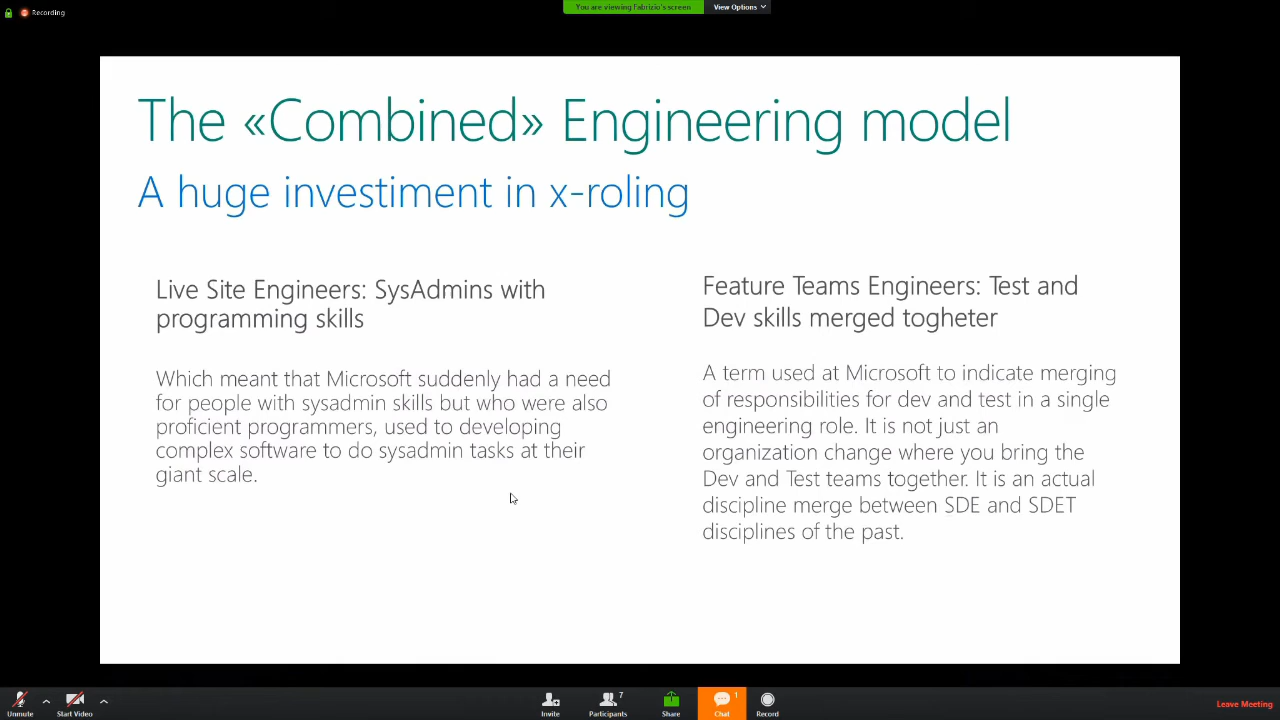 Recording
You are viewing Fabrizio's screen
View Options
The «Combined» Engineering model
A huge investiment in x-roling
Live Site Engineers: SysAdmins with
programming skills
Which meant that Microsoft suddenly had a need
for people with sysadmin skills but who were also
proficient programmers, used to developing
complex software to do sysadmin tasks at their
giant scale.
Feature Teams Engineers: Test and
Dev skills merged togheter
A term used at Microsoft to indicate merging
of responsibilities for dev and test in a single
engineering role. It is not just an
organization change where you bring the
Dev and Test teams together. It is an actual
discipline merge between SDE and SDET
disciplines of the past.
Unmute
Start Video
Invite
7
Participants
Share
1
Chat
Record
Leave Meeting